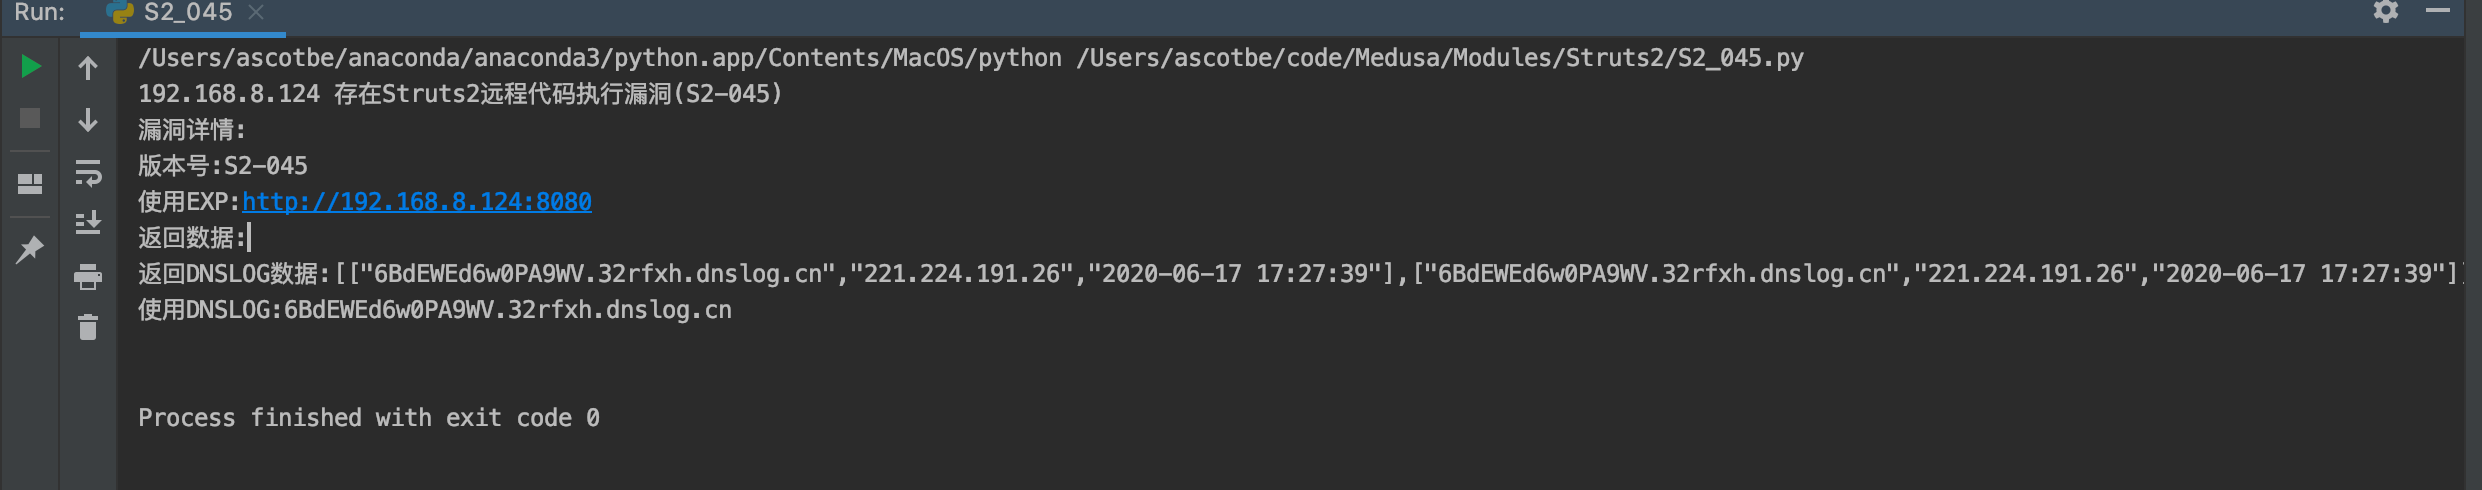 Run: S2_045
/Users/ascotbe/anaconda/anaconda3/python.app/Contents/MacOS/python /Users/ascotbe/code/Medusa/Modules/Struts2/S2_045.py
192.168.8.124 存在Struts2远程代码执行漏洞(S2-045)
漏洞详情:
版本号:S2-045
使用EXP:http://192.168.8.124:8080
返回数据:
返回DNSLOG数据:[["6BdEWEd6w0PA9WV.32rfxh.dnslog.cn","221.224.191.26","2020-06-17 17:27:39"],["6BdEWEd6w0PA9WV.32rfxh.dnslog.cn","221.224.191.26","2020-06-17 17:27:39"]
使用DNSLOG:6BdEWEd6w0PA9WV.32rfxh.dnslog.cn
Process finished with exit code 0